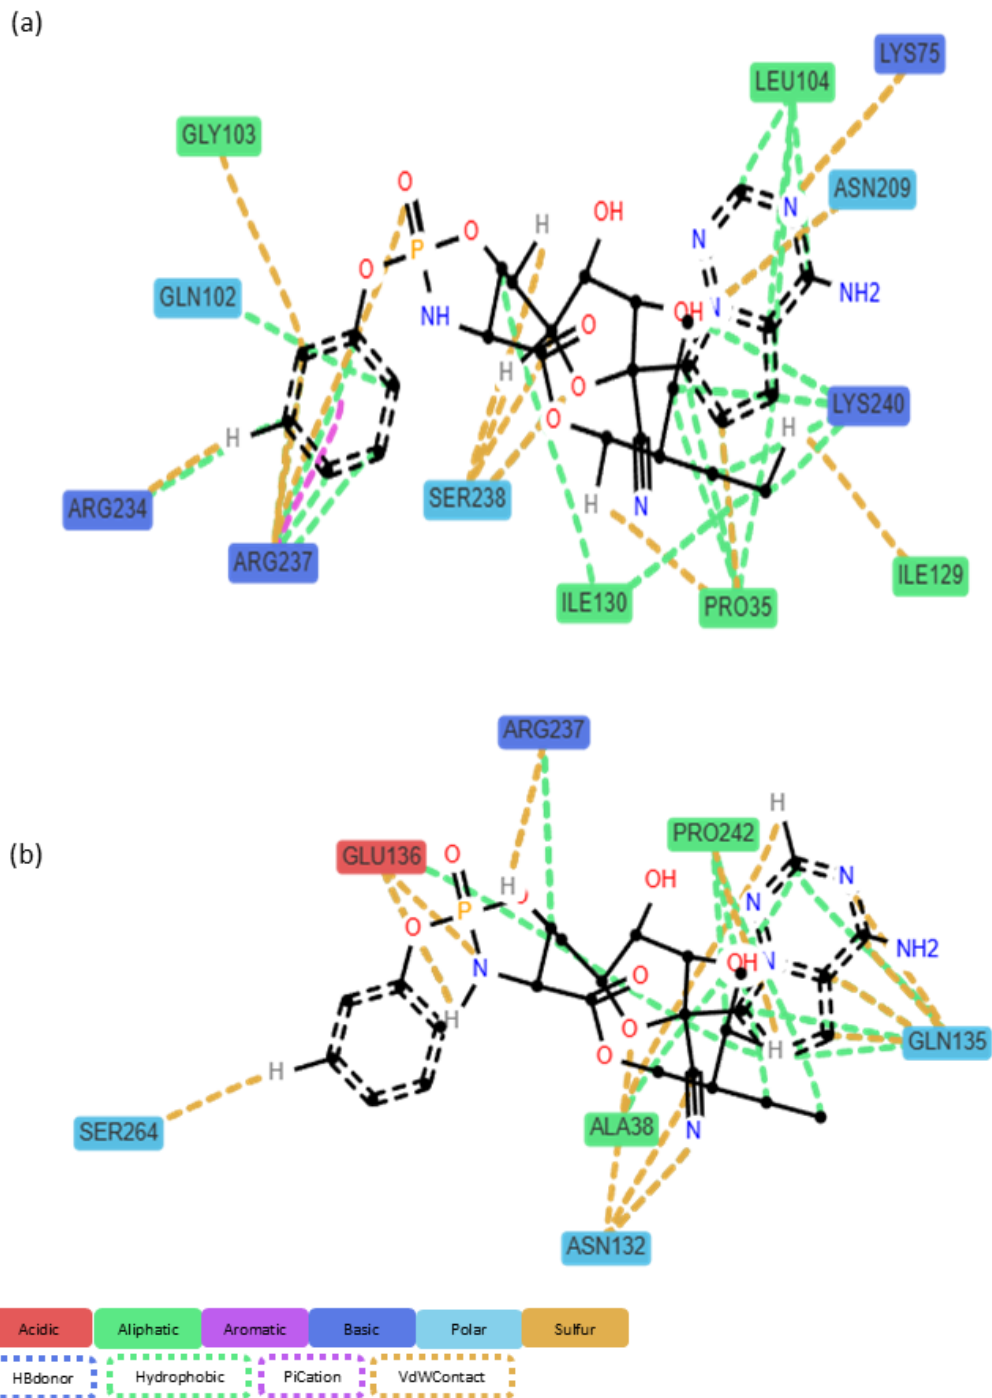 (a)
LYS75
LEU104
GLY103
O
ASN209
H
OH
N
O
P
N
O
GLN102
NH2
NH
O
N
OH
H
O
LYS240
O
H
H
SER238
N
H
ARG234
ARG237
ILE129
ILE130
PRO35
ARG237
H
PRO242
(b)
GLU136
O
OH
N
N
H
O
P
O
NH2
OH
N
N
O
O
H
GLN135
H
O
H
SER264
ALA38
N
ASN132
Acidic Aliphatic Aromatic Basic Polar Sulfur
HBdonor Hydrophobic PiCation VdWContact